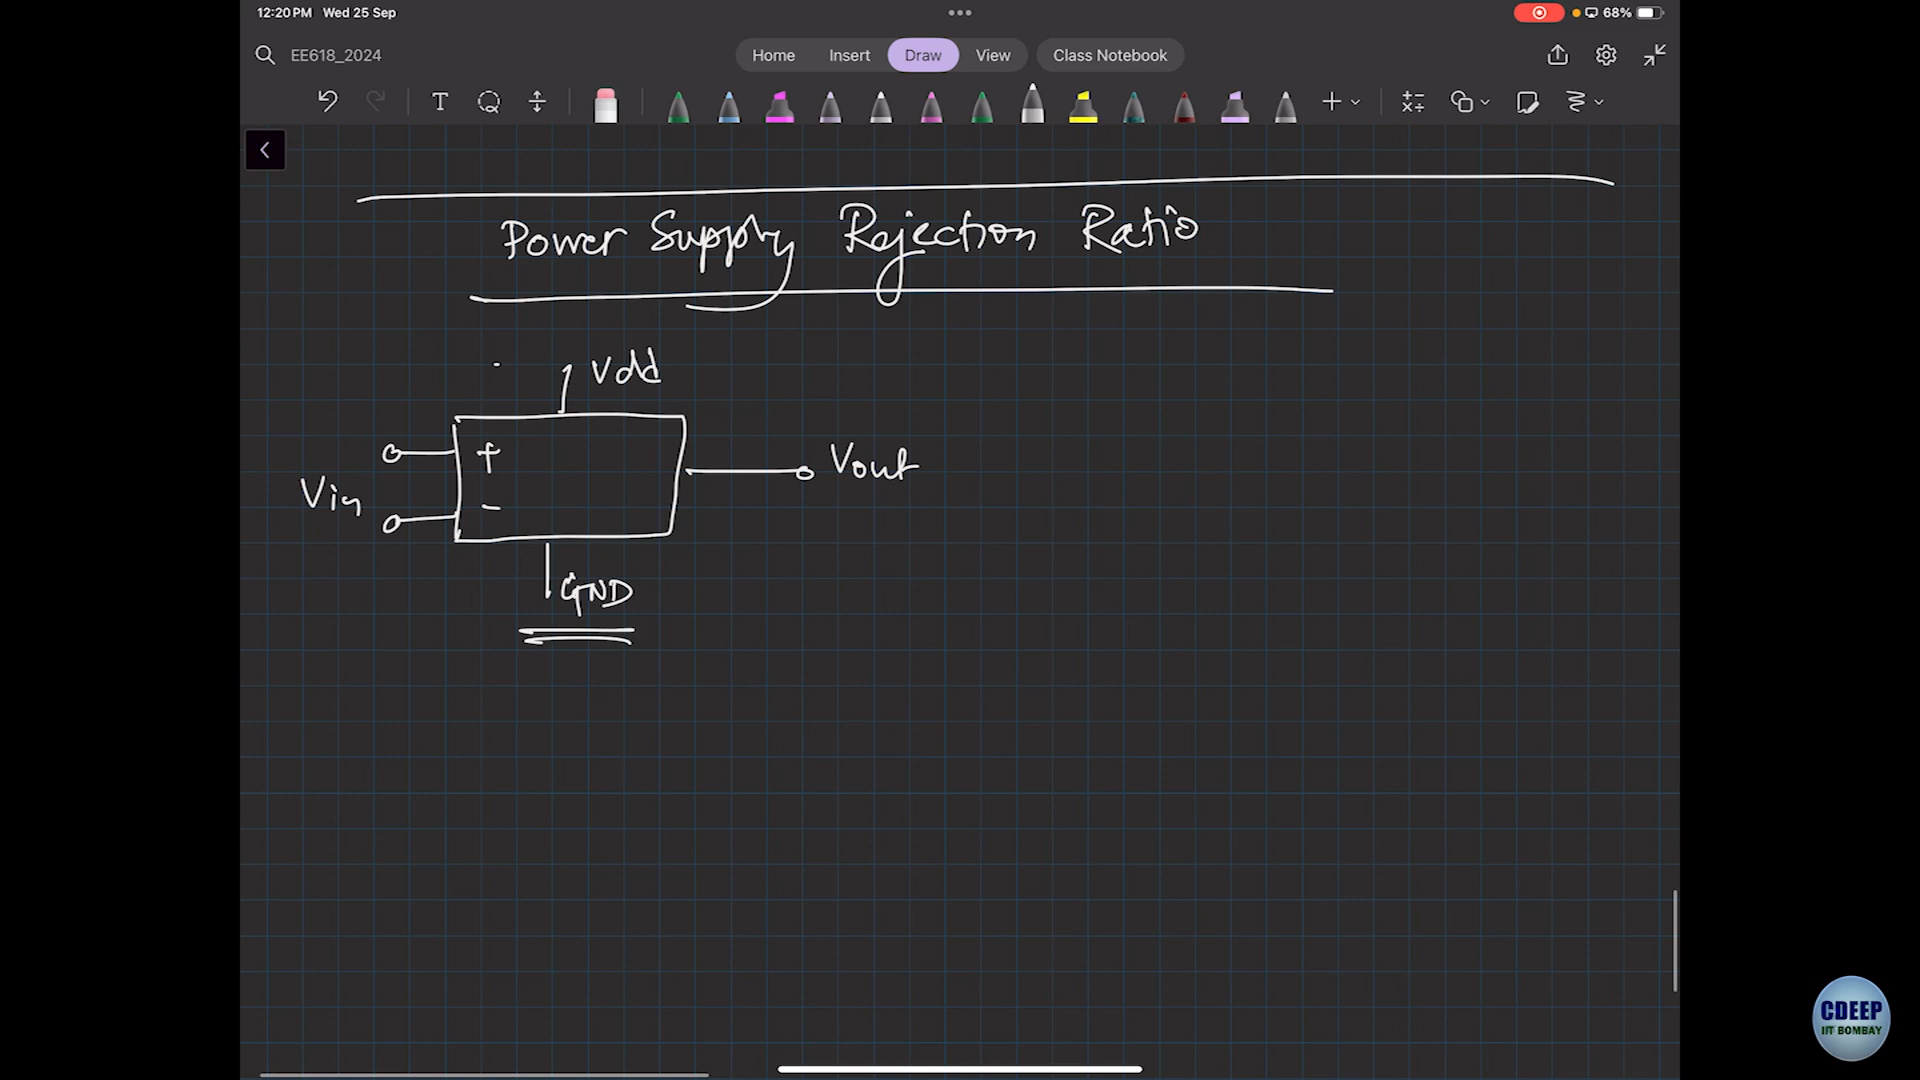 12:20 PM Wed 25 Sep
68%
EE618_2024
Home Insert Draw View Class Notebook
T
Power Supply Rejection Ratio
Vdd
+
Vin
-
Vout
GND
CDEEP
IIT BOMBAY